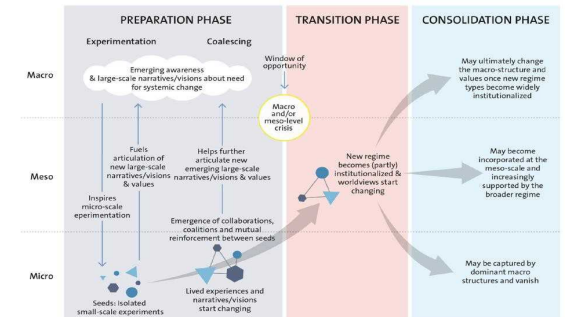 PREPARATION PHASE
TRANSITION PHASE
CONSOLIDATION PHASE
Experimentation
Coalescing
Macro
Emerging awareness
& large-scale narratives/visions about need
for systemic change
Window of
opportunity
Macro
and/or
meso-level
crisis
May ultimately change
the macro-structure and
values once new regime
types become widely
institutionalized
Meso
Fuels
articulation of
new large-scale
narratives/visions
& values
Helps further
articulate new
emerging large-scale
narratives/visions & values
Inspires
micro-scale
eperimentation
New regime
becomes (partly)
institutionalized &
worldviews start
changing
May become
incorporated at the
meso-scale and
increasingly
supported by the
broader regime
Emergence of collaborations,
coalitions and mutual
reinforcement between seeds
Micro
Seeds: isolated
small-scale experiments
Lived experiences and
narratives/visions
start changing
May be captured by
dominant macro
structures and vanish